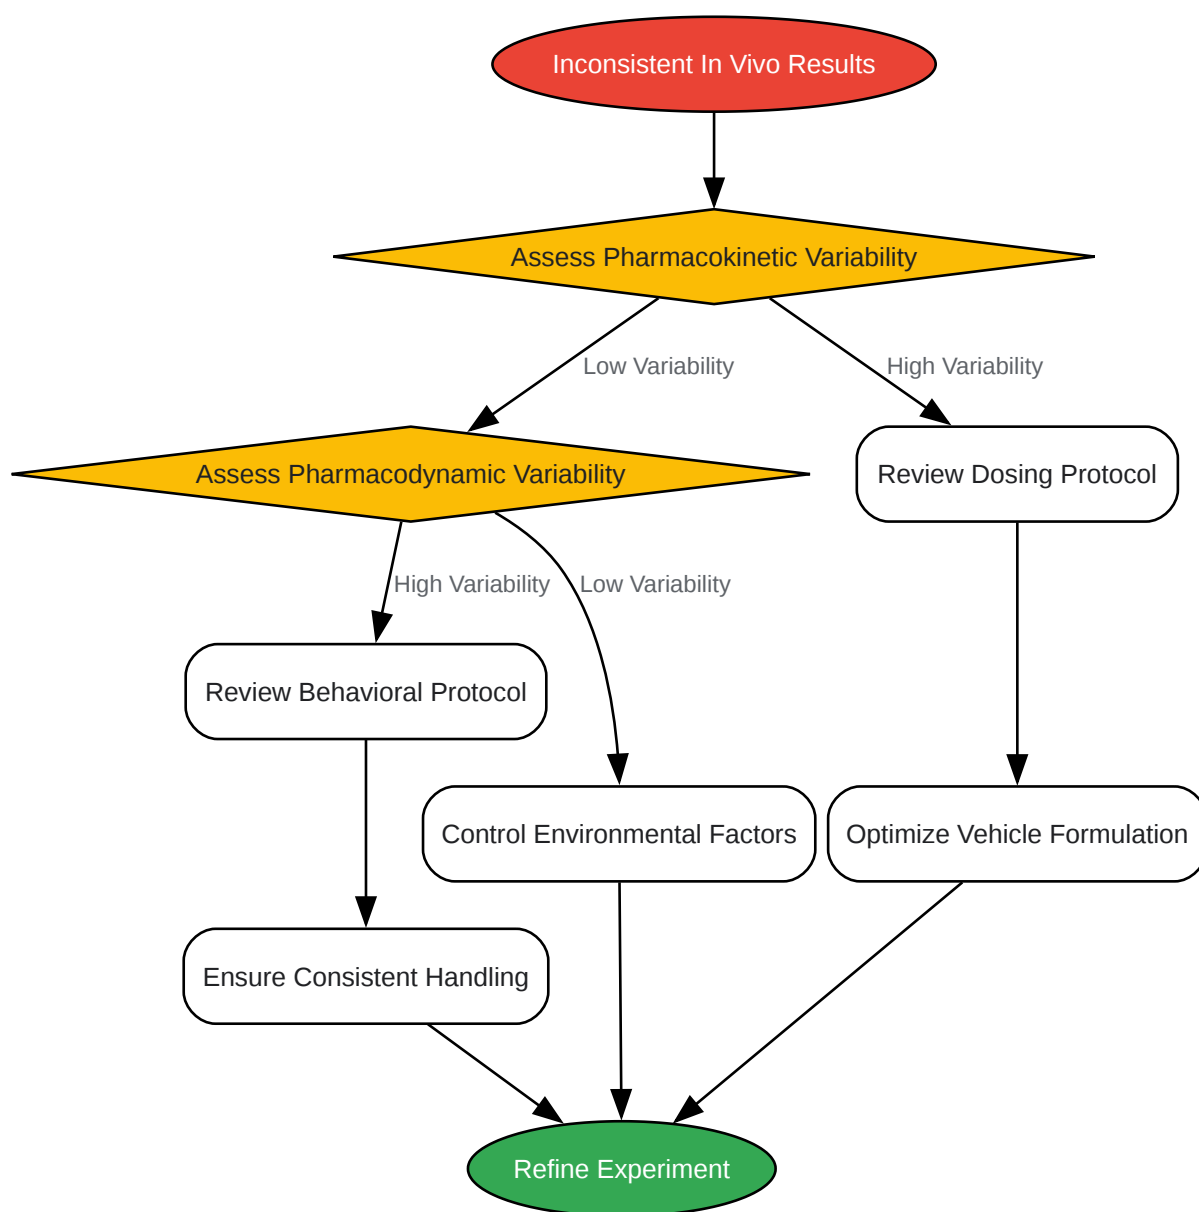 Inconsistent In Vivo Results
Assess Pharmacokinetic Variability
Low Variability
High Variability
Assess Pharmacodynamic Variability
Review Dosing Protocol
High Variability
Low Variability
Review Behavioral Protocol
Control Environmental Factors
Optimize Vehicle Formulation
Ensure Consistent Handling
Refine Experiment